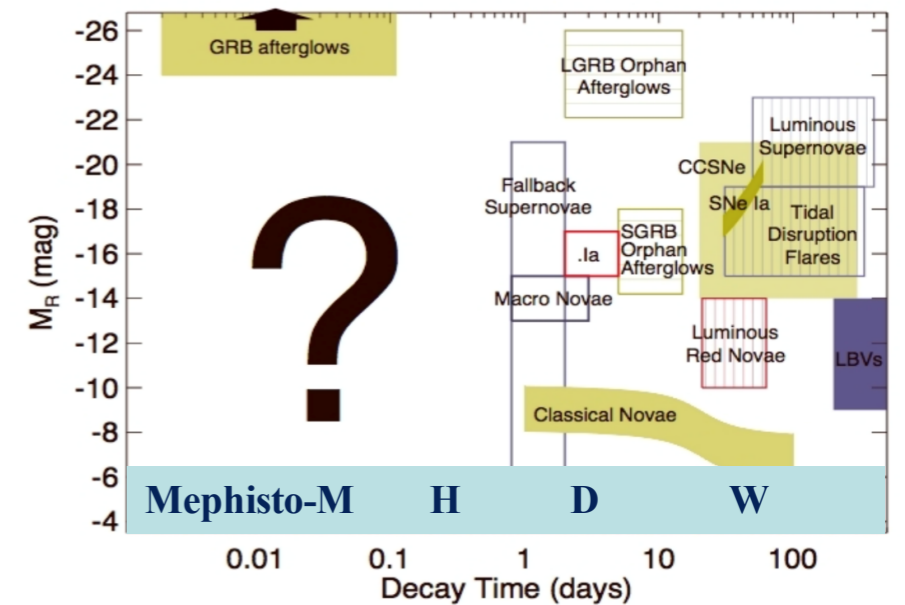 -26
-24
-22
-20
-18
-16
-14
-12
-10
-8
-6
-4
M_R (mag)
GRB afterglows
LGRB Orphan
Afterglows
Luminous
Supernovae
CCSNe
Fallback
Supernovae
SNe Ia
Tidal
Disruption
Flares
.Ia
SGRB
Orphan
Afterglows
Macro Novae
Luminous
Red Novae
LBVs
Classical Novae
?
Mephisto-M H D W
0.01 0.1 1 10 100
Decay Time (days)